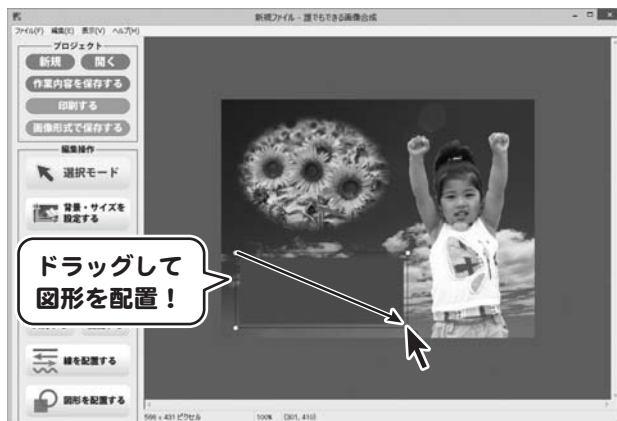 新規ファイル - 誰でもできる画像合成
ファイル(F) 編集(E) 表示(V) ヘルプ(H)
プロジェクト
新規 開く
作業内容を保存する
印刷する
画像形式で保存する
編集操作
選択モード
背景・サイズを
設定する
ドラッグして
図形を配置！
線を配置する
図形を配置する
566 x 431 ピクセル 100% (301, 410)